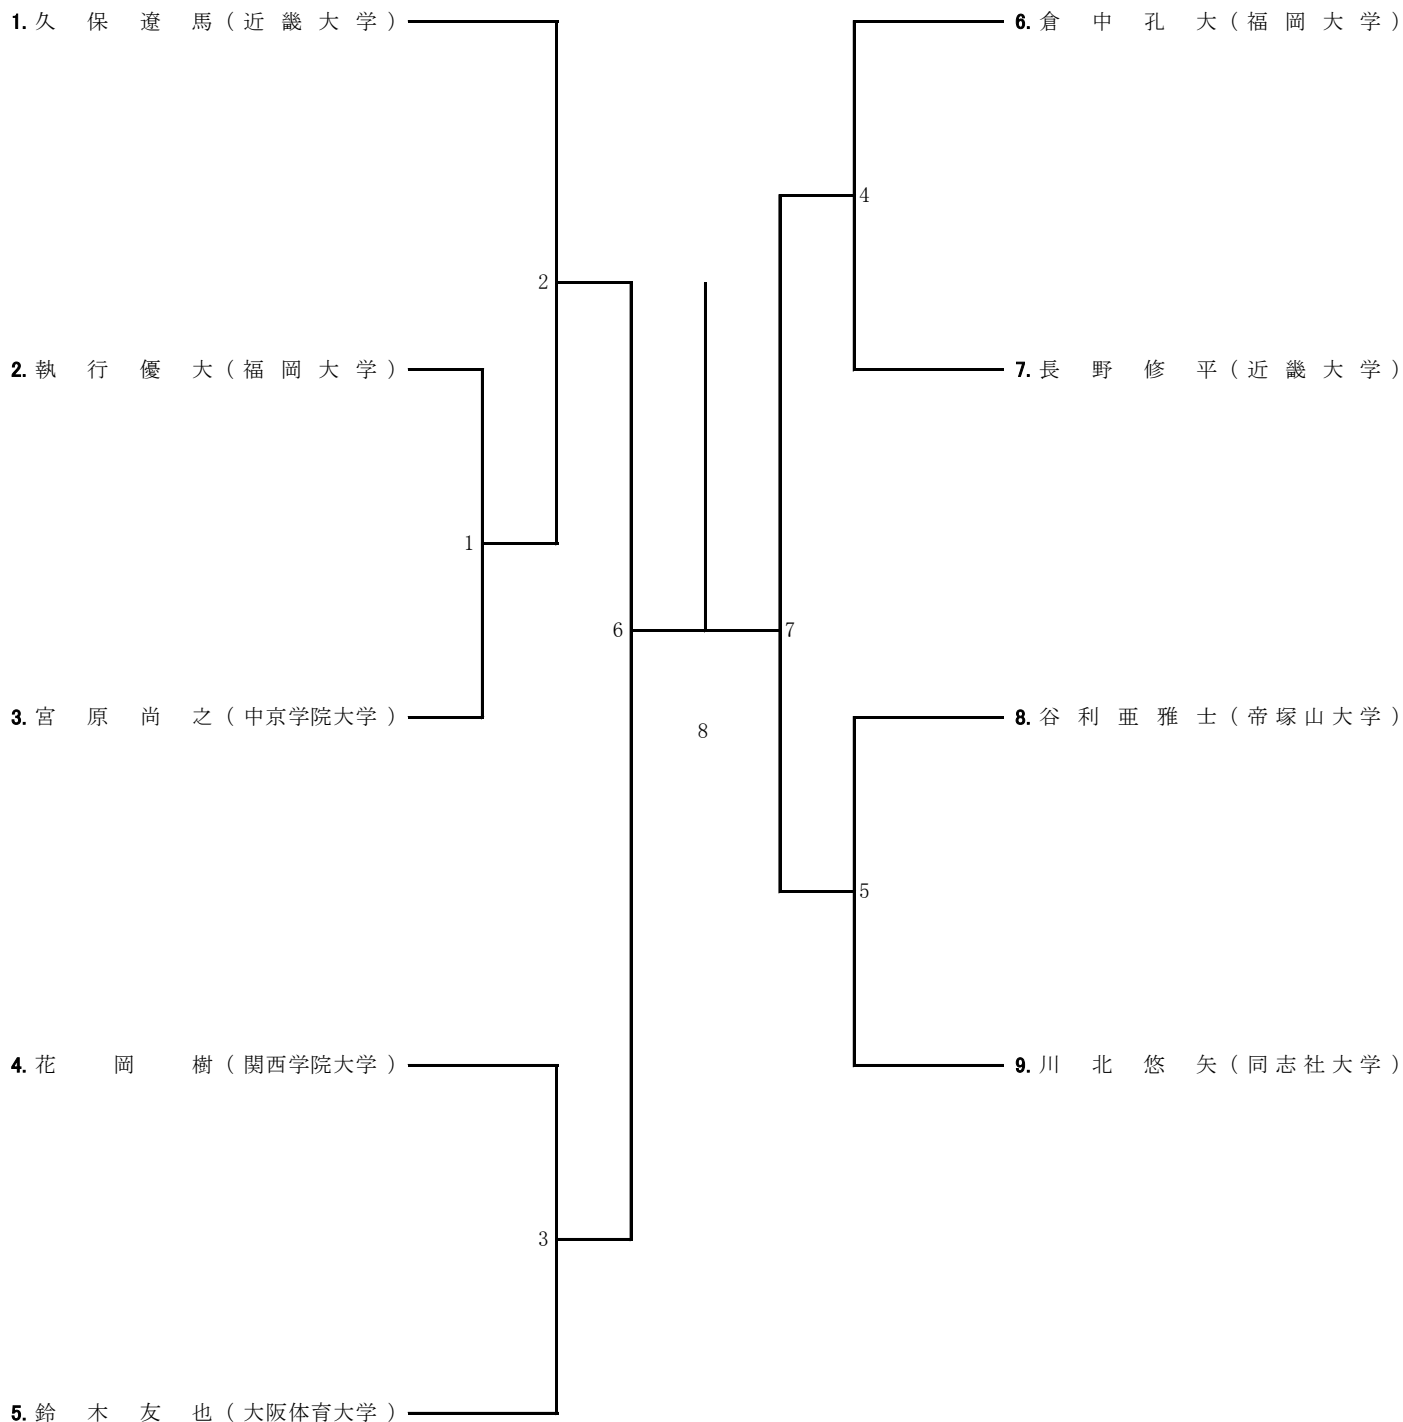 1. 久保遼馬(近畿大学)
2
2. 執行優大(福岡大学)
1
3. 宮原尚之(中京学院大学)
6
4. 花岡樹(関西学院大学)
3
5. 鈴木友也(大阪体育大学)
8
6. 倉中孔大(福岡大学)
4
7. 長野修平(近畿大学)
7
8. 谷利亜雅士(帝塚山大学)
5
9. 川北悠矢(同志社大学)